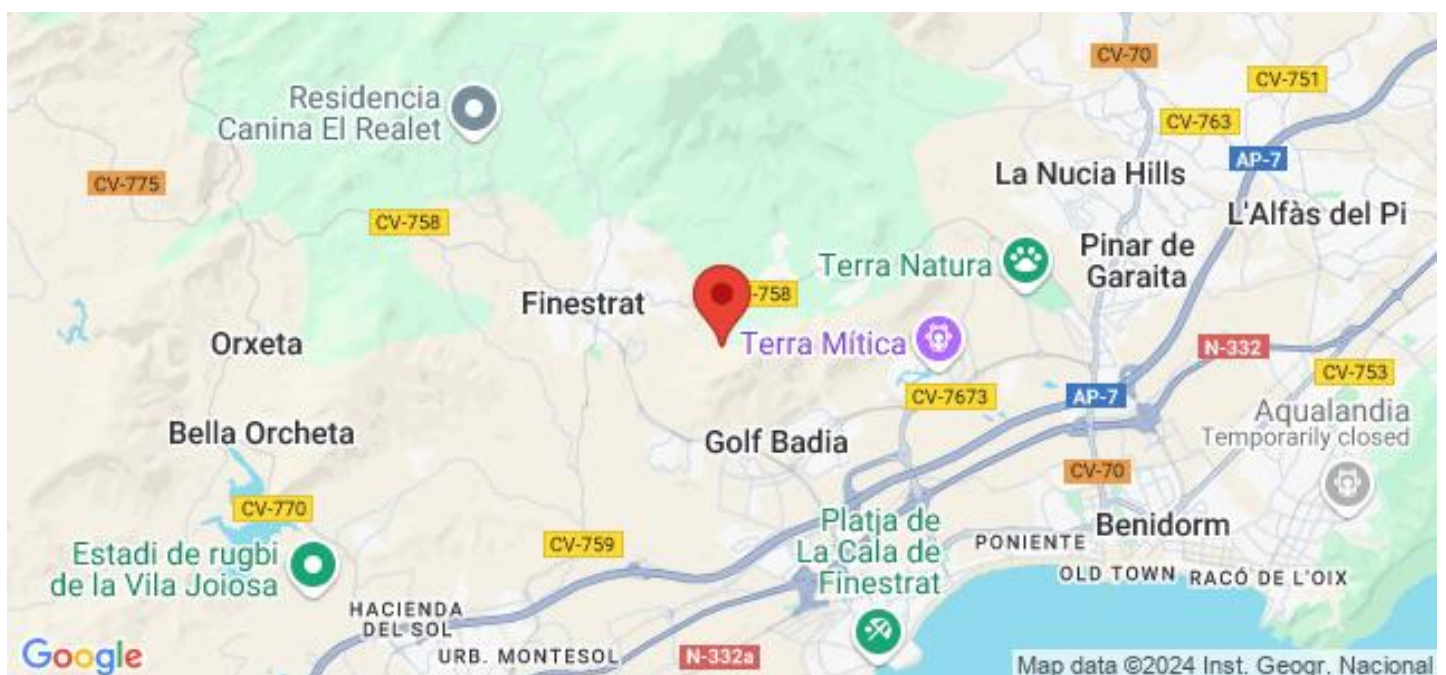 CV-70
CV-751
Residencia
Canina El Realet
CV-763
AP-7
La Nucia Hills
CV-775
L'Alfàs del Pi
CV-758
Pinar de
Garaita
Terra Natura
-758
Finestrat
Orxeta
Terra Mítica
N-332
CV-753
CV-7673
AP-7
Aqualandia
Temporarily closed
Bella Orcheta
Golf Badia
CV-70
CV-770
Platja de
La Cala de
Finestrat
Benidorm
PONIENTE
CV-759
Estadi de rugbi
de la Vila Joiosa
OLD TOWN
RACÓ DE L'OIX
HACIENDA
DEL SOL
URB. MONTESOL
N-332a
Google
Map data ©2024 Inst. Geogr. Nacional